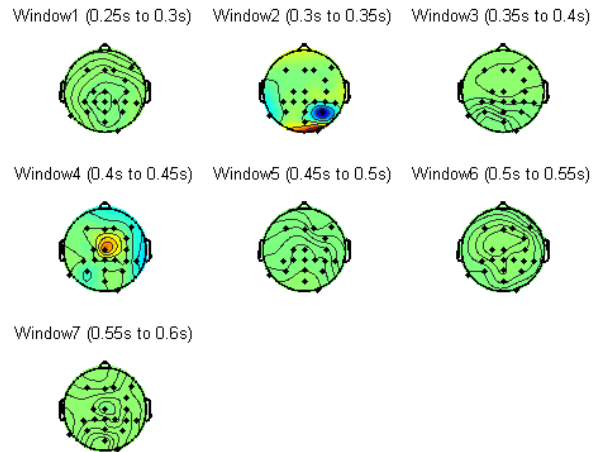 Window1 (0.25s to 0.3s) Window2 (0.3s to 0.35s) Window3 (0.35s to 0.4s)
Window4 (0.4s to 0.45s) Window5 (0.45s to 0.5s) Window6 (0.5s to 0.55s)
Window7 (0.55s to 0.6s)